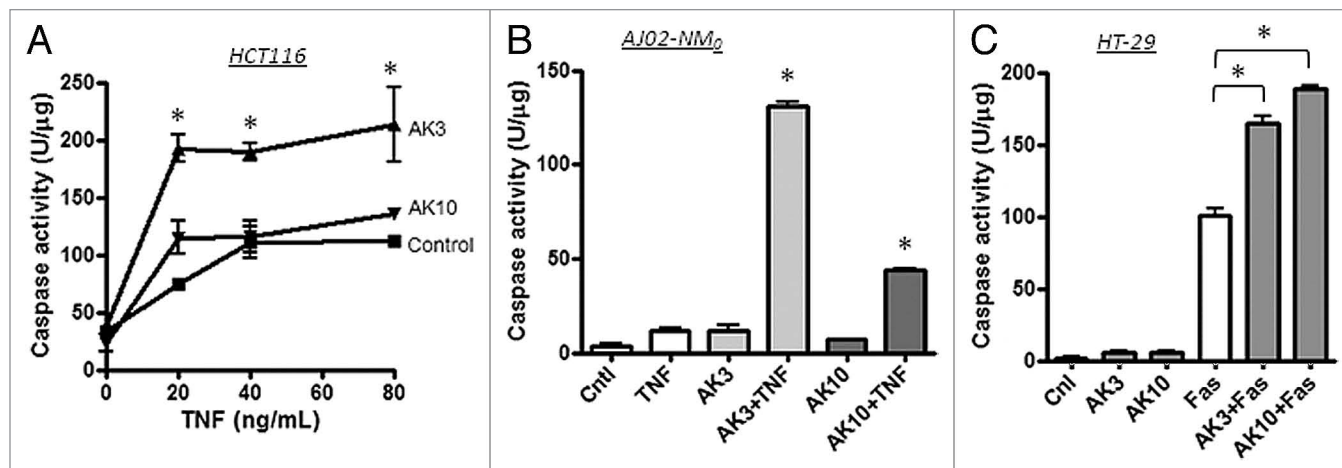 A
HCT116
Caspase activity (U/µg)
250
200
150
100
50
0
0 20 40 60 80
TNF (ng/mL)
* * *
AK3
AK10
Control
B
AJ02-NM0
Caspase activity (U/µg)
150
100
50
0
* *
Cntl TNF AK3 AK3+TNF AK10 AK10+TNF
C
HT-29
Caspase activity (U/µg)
200
150
100
50
0
*
*
Cnl AK3 AK10 Fas AK3+Fas AK10+Fas